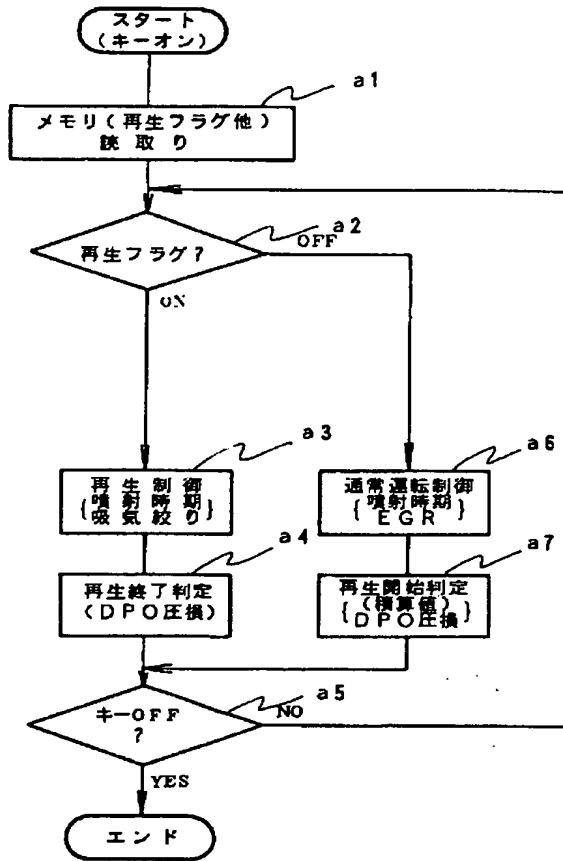 スタート
(キーオン)
a1
メモリ(再生フラグ他)
読取り
a2
再生フラグ?
OFF
ON
a3
再生制御
{噴射時期
吸気絞り}
a6
通常運転制御
{噴射時期
EGR}
a4
再生終了判定
(DPO圧損)
a7
再生開始判定
{(積算値)
DPO圧損}
a5
キーOFF
?
NO
YES
エンド